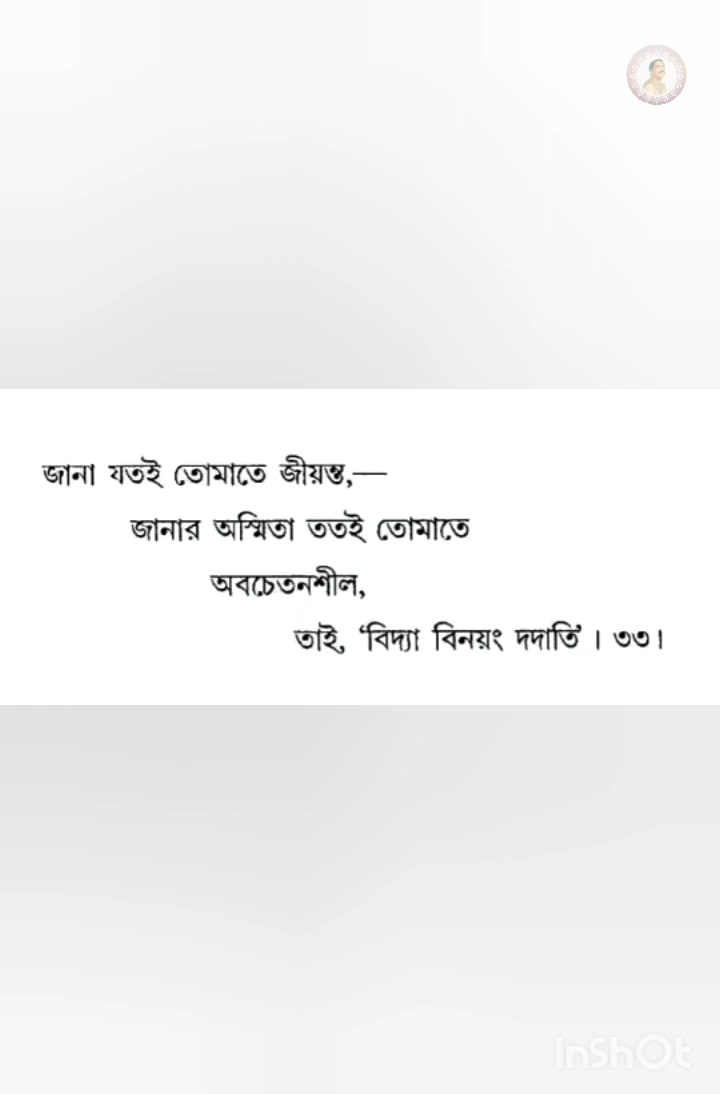 জানা যতই তোমাতে জীয়ন্ত,—
জানার অস্মিতা ততই তোমাতে
অবচেতনশীল,
তাই, ‘বিদ্যা বিনয়ং দদাতি’ । ৩৩।
InShOt